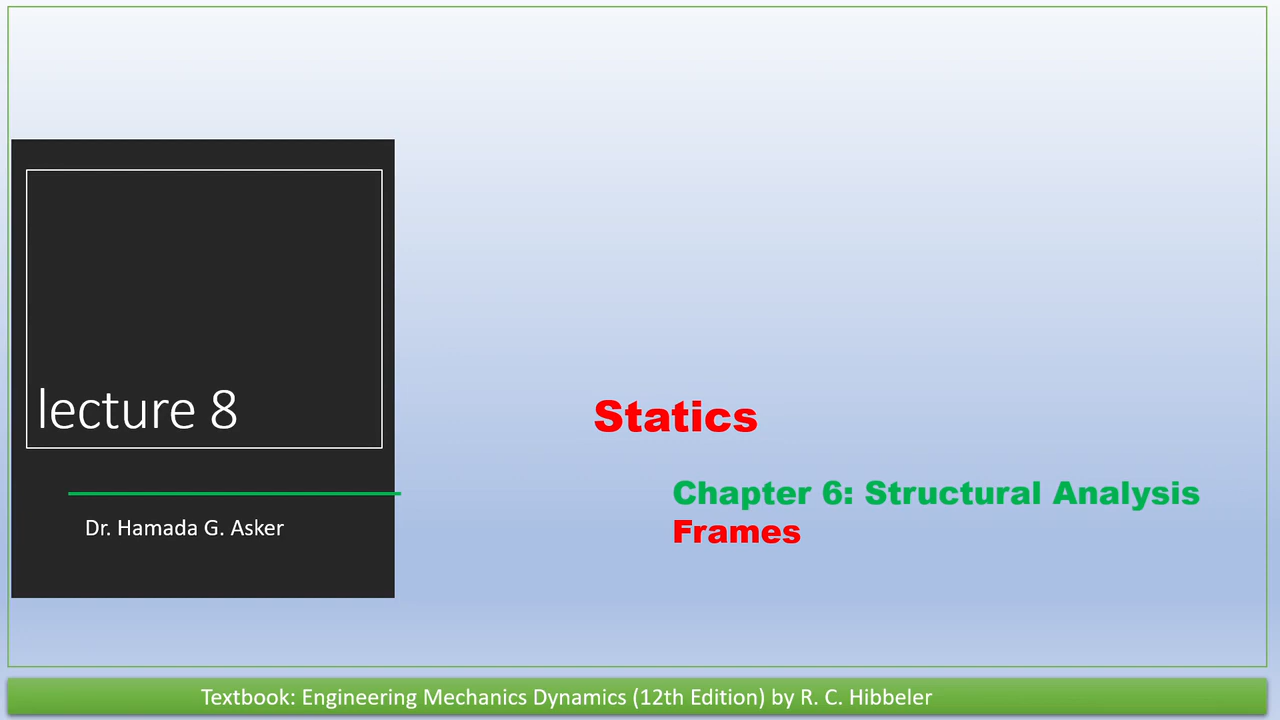 lecture 8
Dr. Hamada G. Asker
Statics
Chapter 6: Structural Analysis
Frames
Textbook: Engineering Mechanics Dynamics (12th Edition) by R. C. Hibbeler